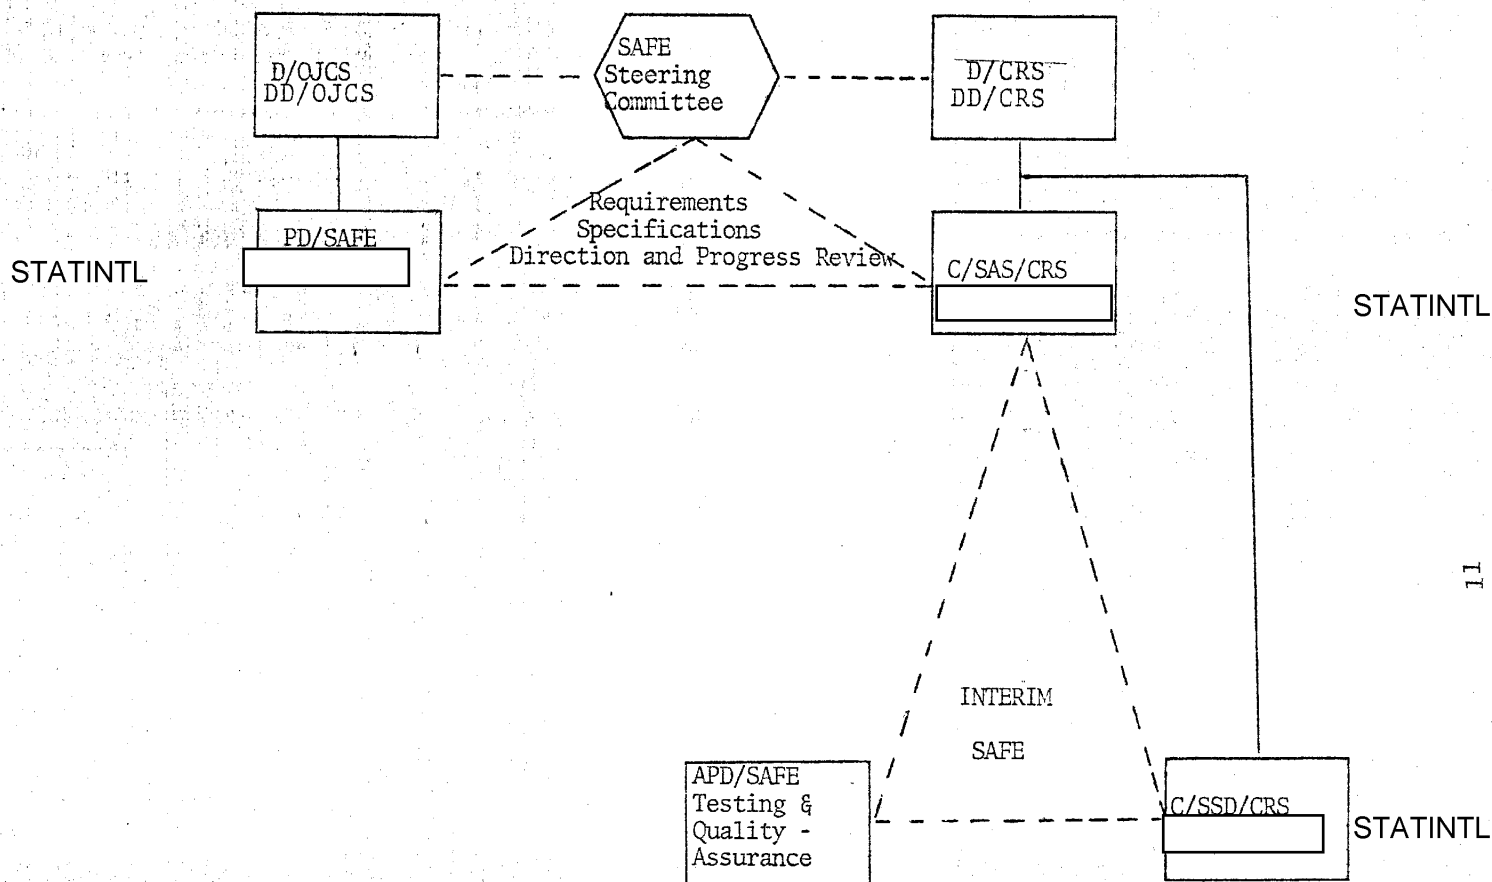 D/OJCS
DD/OJCS
SAFE
Steering
Committee
D/CRS
DD/CRS
PD/SAFE
STATINTL
Requirements
Specifications
Direction and Progress Review
C/SAS/CRS
STATINTL
11
INTERIM
SAFE
APD/SAFE
Testing &
Quality -
Assurance
C/SSD/CRS
STATINTL